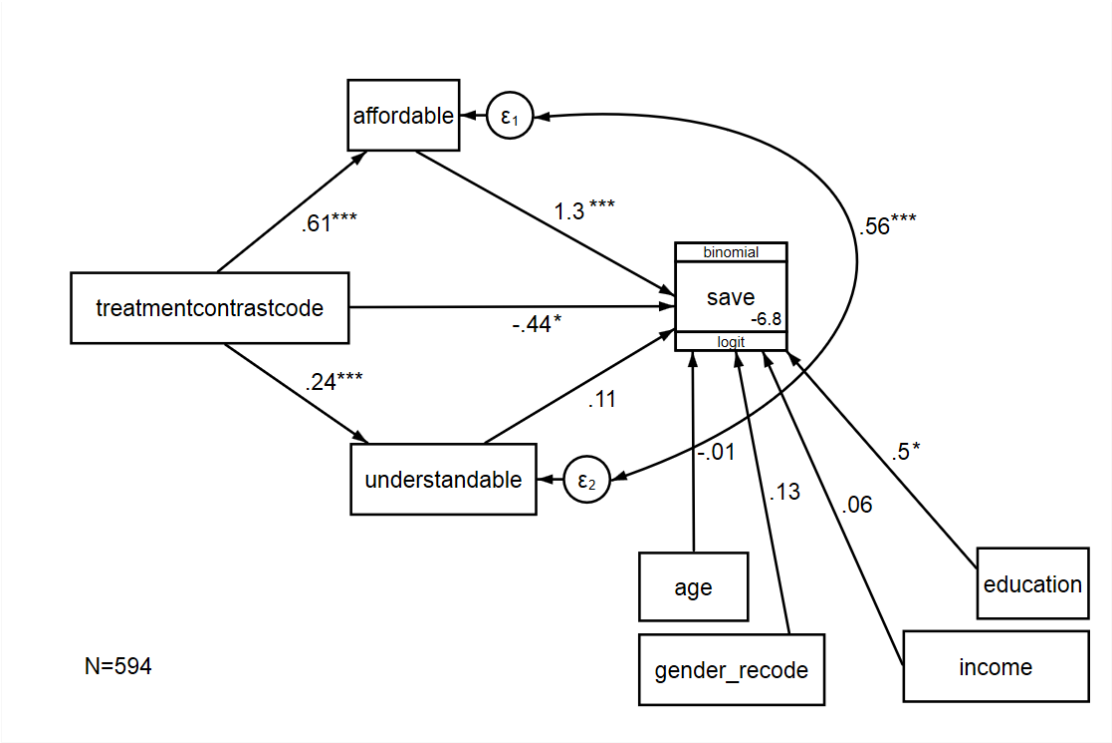 affordable
ε1
1.3 ***
.56***
.61***
binomial
save
-6.8
logit
treatmentcontrastcode
-.44*
.24***
.11
understandable
ε2
-.01
.5*
.13
.06
age
education
gender_recode
income
N=594